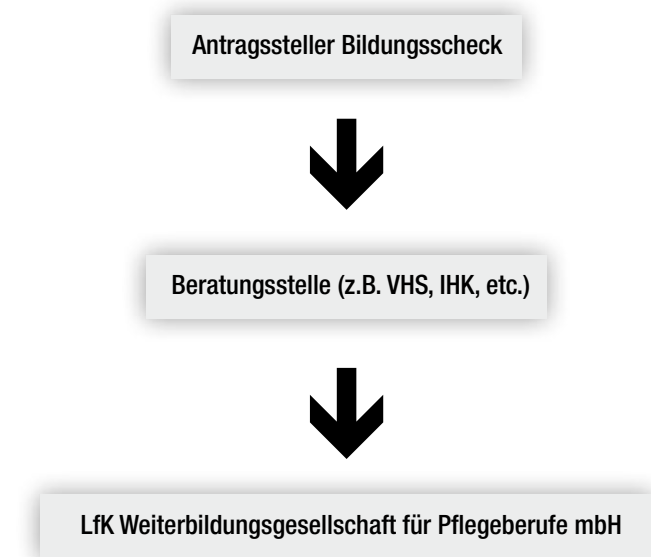 Antragssteller Bildungsscheck
Beratungsstelle (z.B. VHS, IHK, etc.)
LfK Weiterbildungsgesellschaft für Pflegeberufe mbH